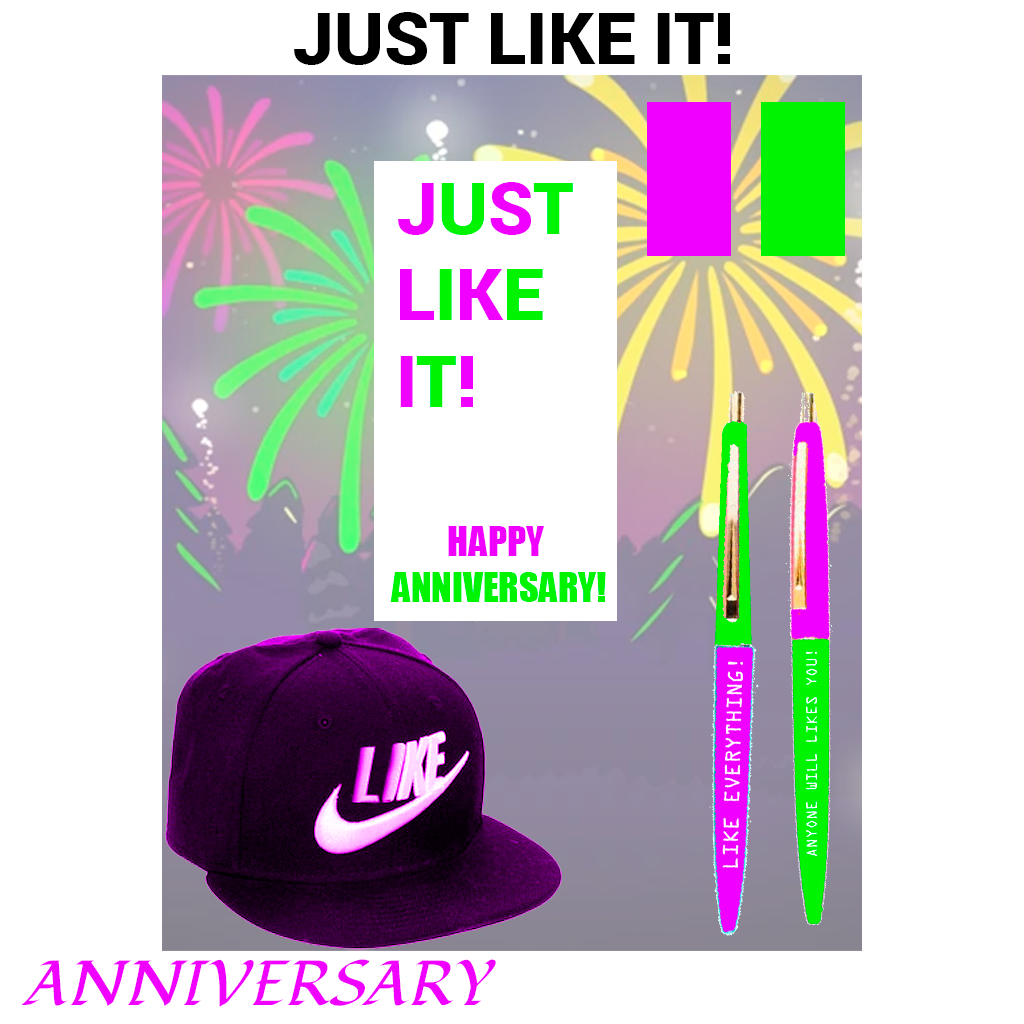 JUST LIKE IT!
JUST
LIKE
IT!
HAPPY
ANNIVERSARY!
LIKE
LIKE EVERYTHING!
ANYONE WILL LIKES YOU!
ANNIVERSARY